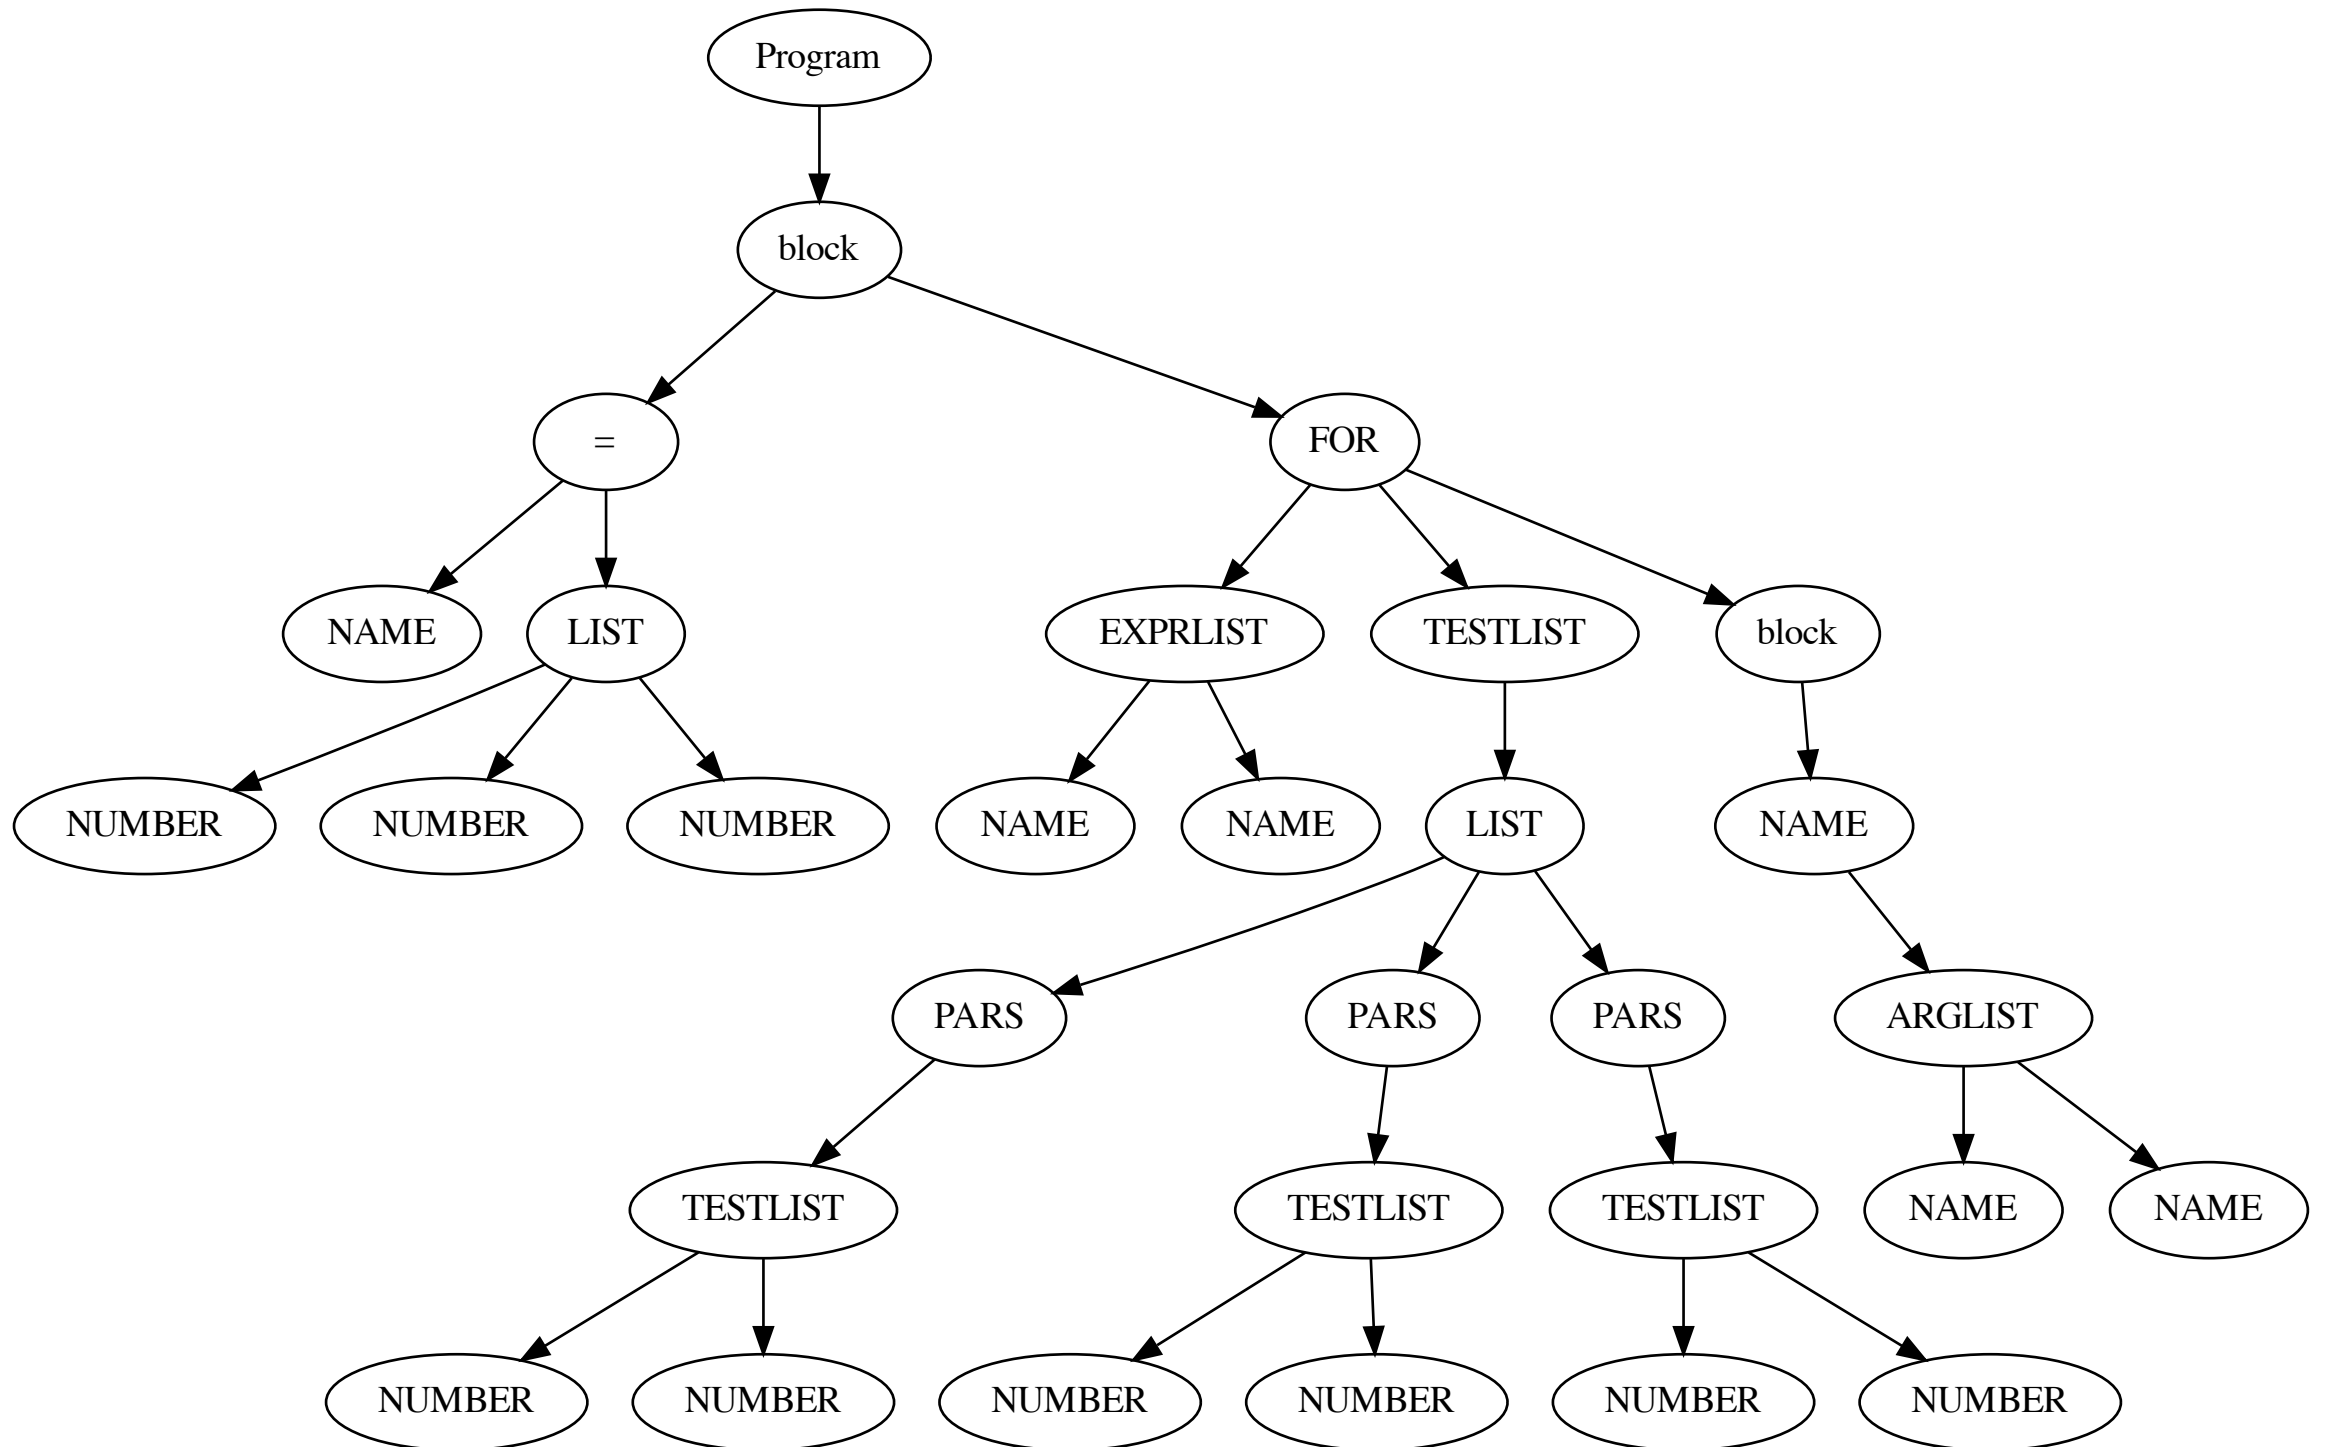 Program
block
=
FOR
NAME
LIST
EXPRLIST
TESTLIST
block
NUMBER
NUMBER
NUMBER
NAME
NAME
LIST
NAME
PARS
PARS
PARS
ARGLIST
TESTLIST
TESTLIST
TESTLIST
NAME
NAME
NUMBER
NUMBER
NUMBER
NUMBER
NUMBER
NUMBER